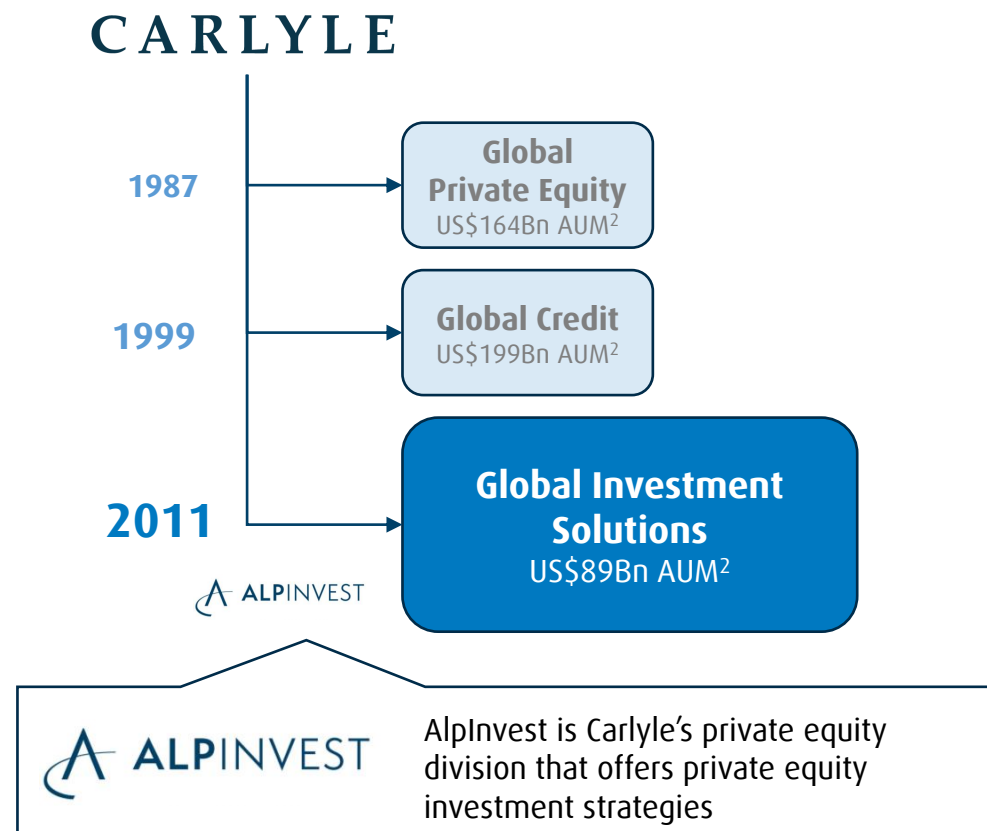 CARLYLE
1987
Global
Private Equity
US$164Bn AUM²
1999
Global Credit
US$199Bn AUM²
2011
Global Investment
Solutions
US$89Bn AUM²
ALPINVEST
ALPINVEST
AlpInvest is Carlyle’s private equity
division that offers private equity
investment strategies